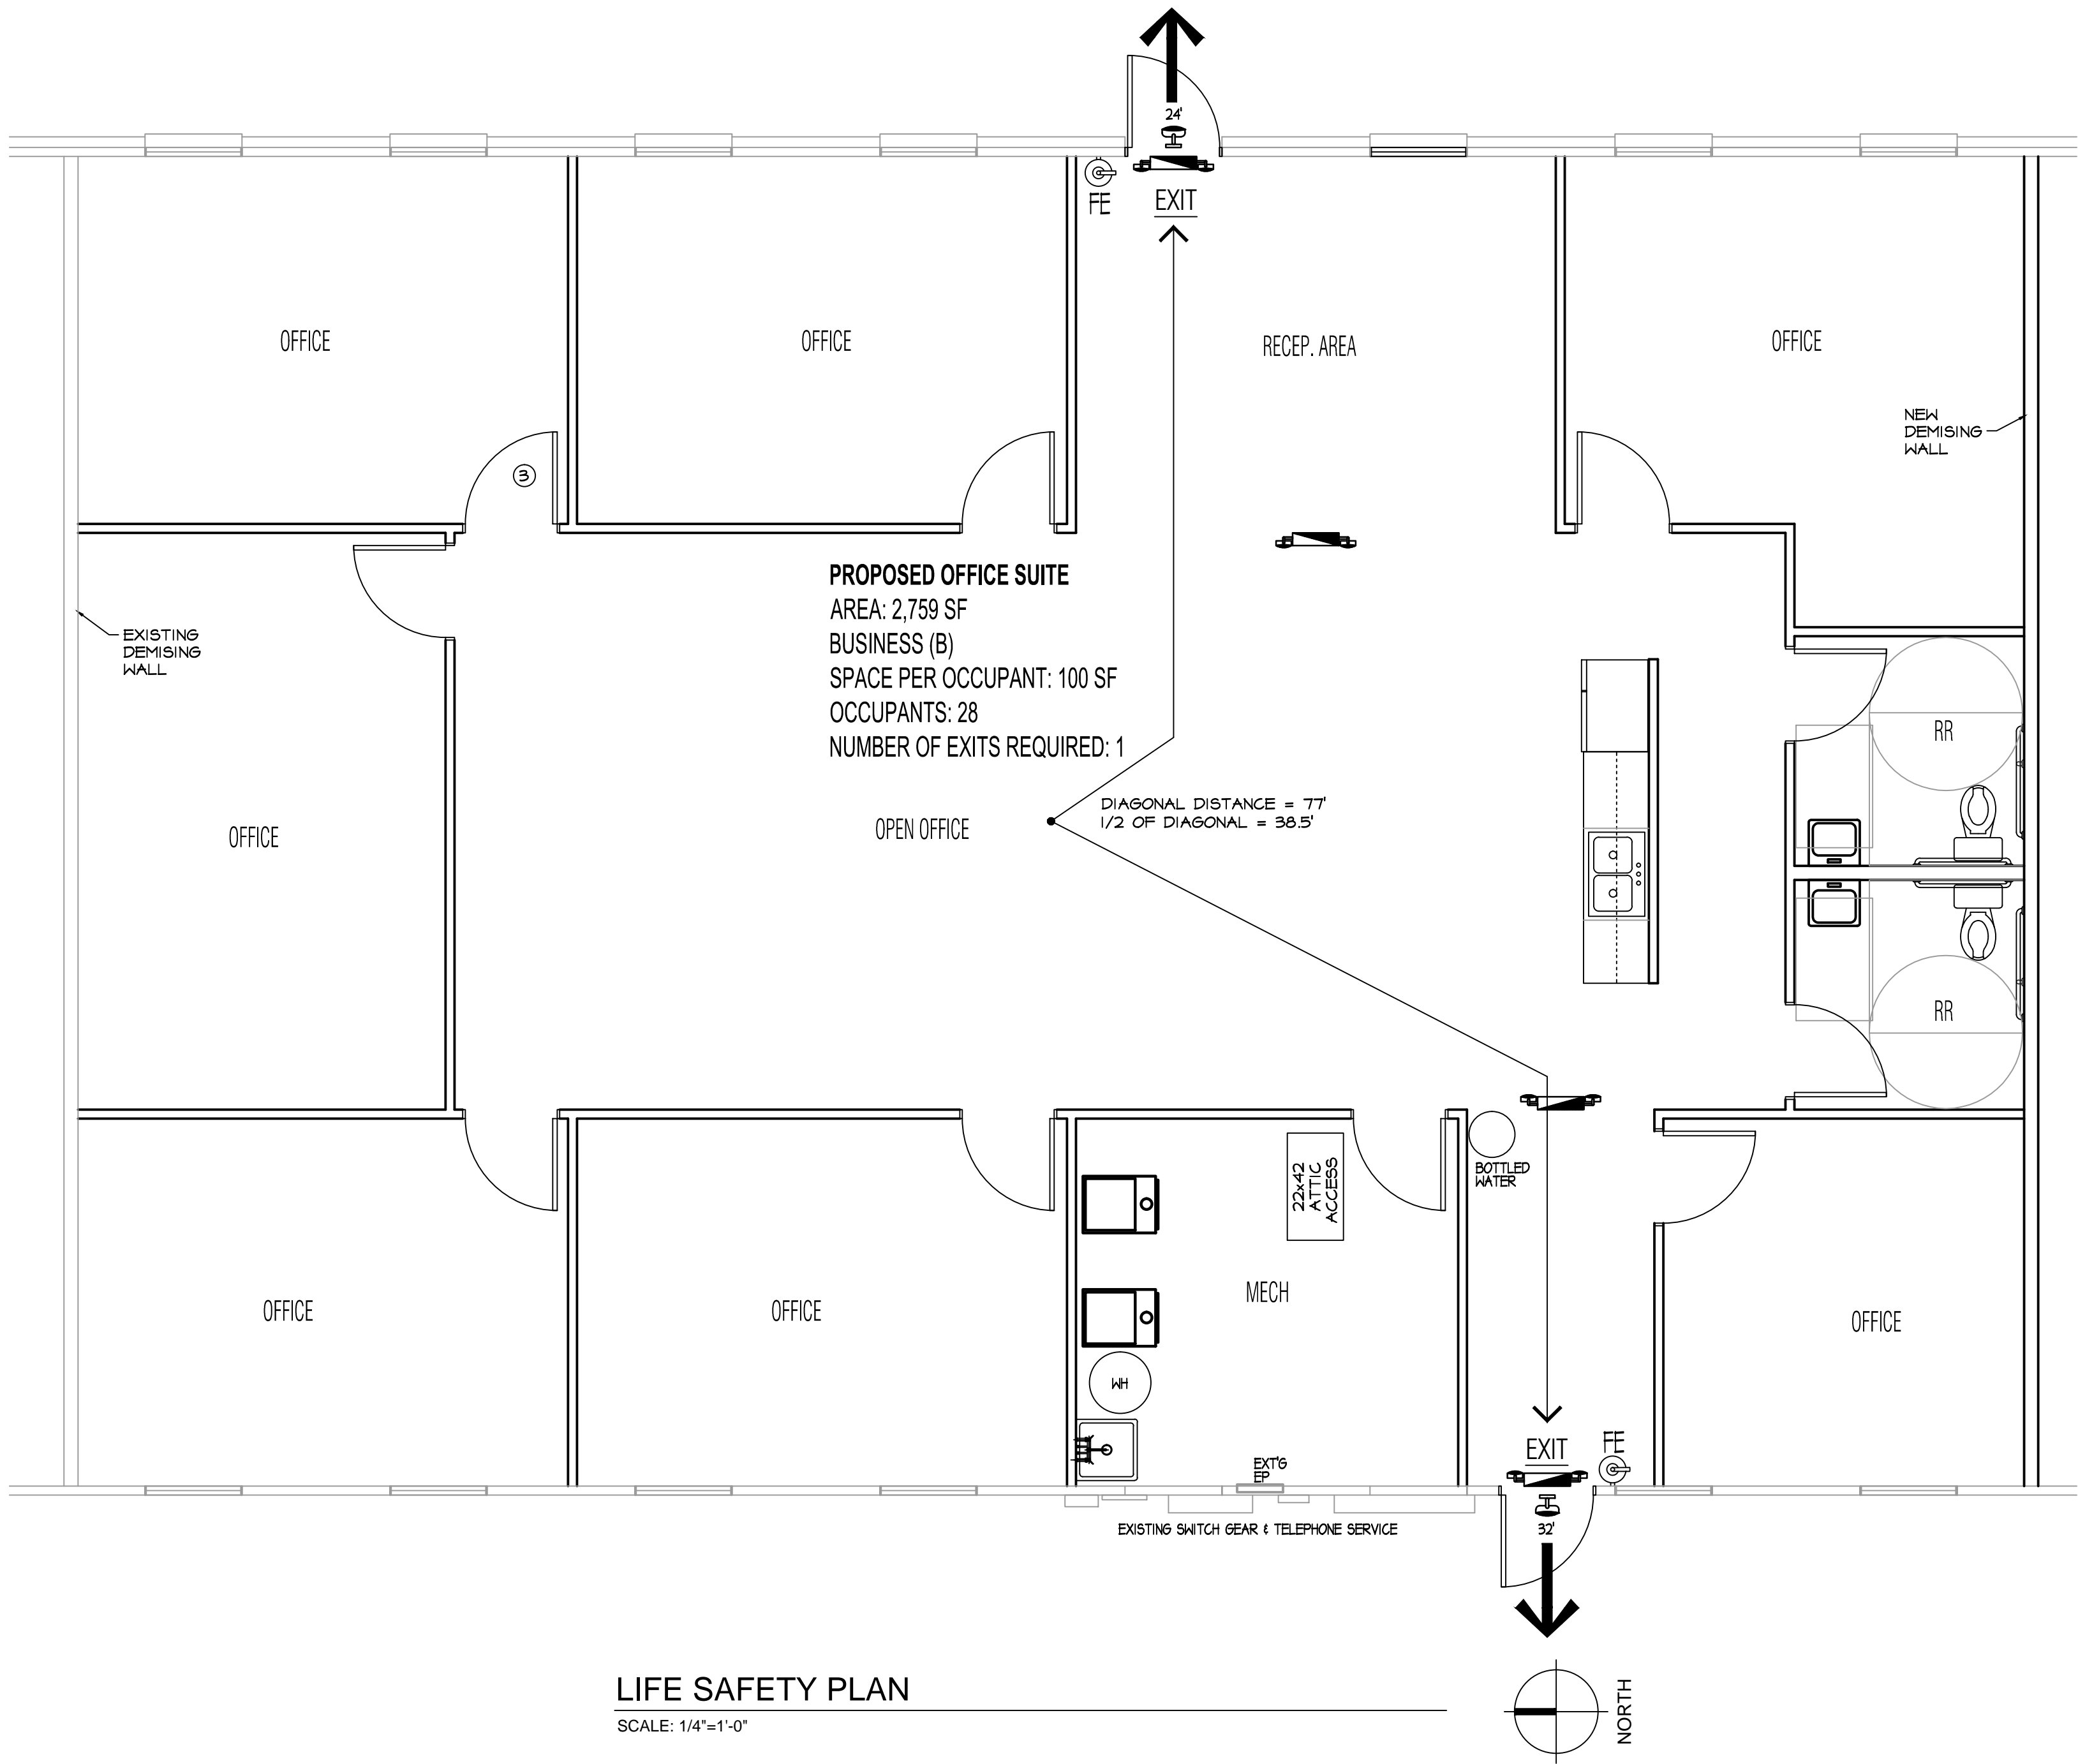 24'
FE
EXIT
OFFICE
OFFICE
RECEP. AREA
OFFICE
NEW
DEMISING
WALL
3
PROPOSED OFFICE SUITE
AREA: 2,759 SF
BUSINESS (B)
SPACE PER OCCUPANT: 100 SF
OCCUPANTS: 28
NUMBER OF EXITS REQUIRED: 1
EXISTING
DEMISING
WALL
RR
DIAGONAL DISTANCE = 77'
1/2 OF DIAGONAL = 38.5'
OFFICE
OPEN OFFICE
RR
BOTTLED
WATER
22x42
ATTIC
ACCESS
MECH
OFFICE
OFFICE
OFFICE
WH
EXIT
FE
EXT'G
EP
EXISTING SWITCH GEAR & TELEPHONE SERVICE
32'
LIFE SAFETY PLAN
SCALE: 1/4"=1'-0"
NORTH